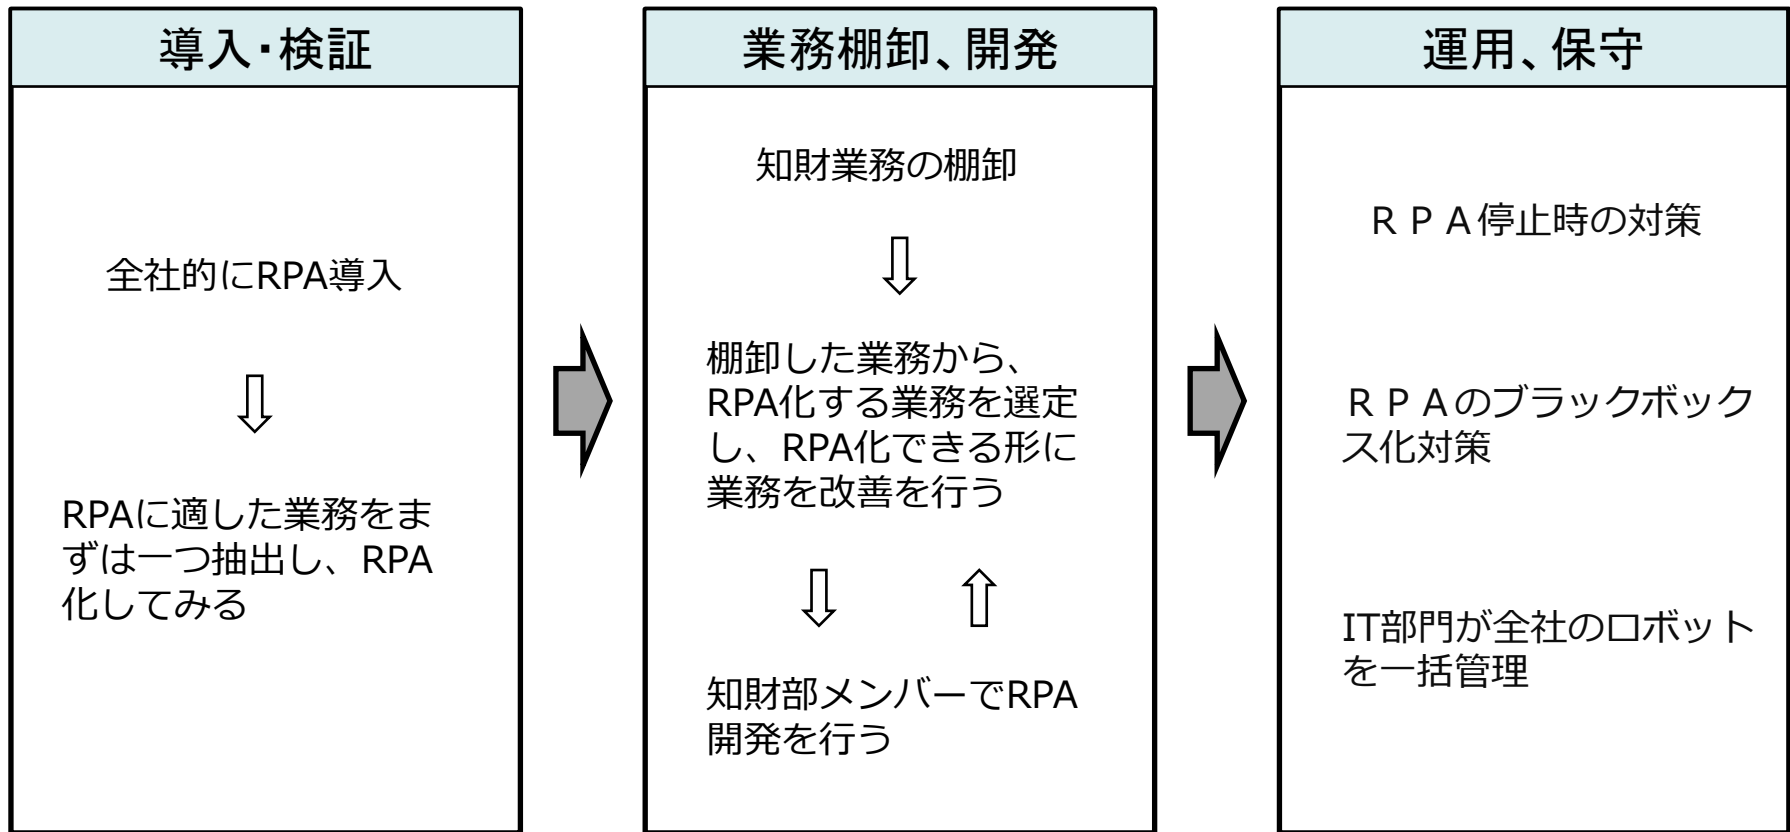 導入・検証
全社的にRPA導入
⇩
RPAに適した業務をま
ずは一つ抽出し、RPA
化してみる
業務棚卸、開発
知財業務の棚卸
⇩
棚卸した業務から、
RPA化する業務を選定
し、RPA化できる形に
業務を改善を行う
⇩ ⇧
知財部メンバーでRPA
開発を行う
運用、保守
ＲＰＡ停止時の対策
ＲＰＡのブラックボック
ス化対策
IT部門が全社のロボット
を一括管理